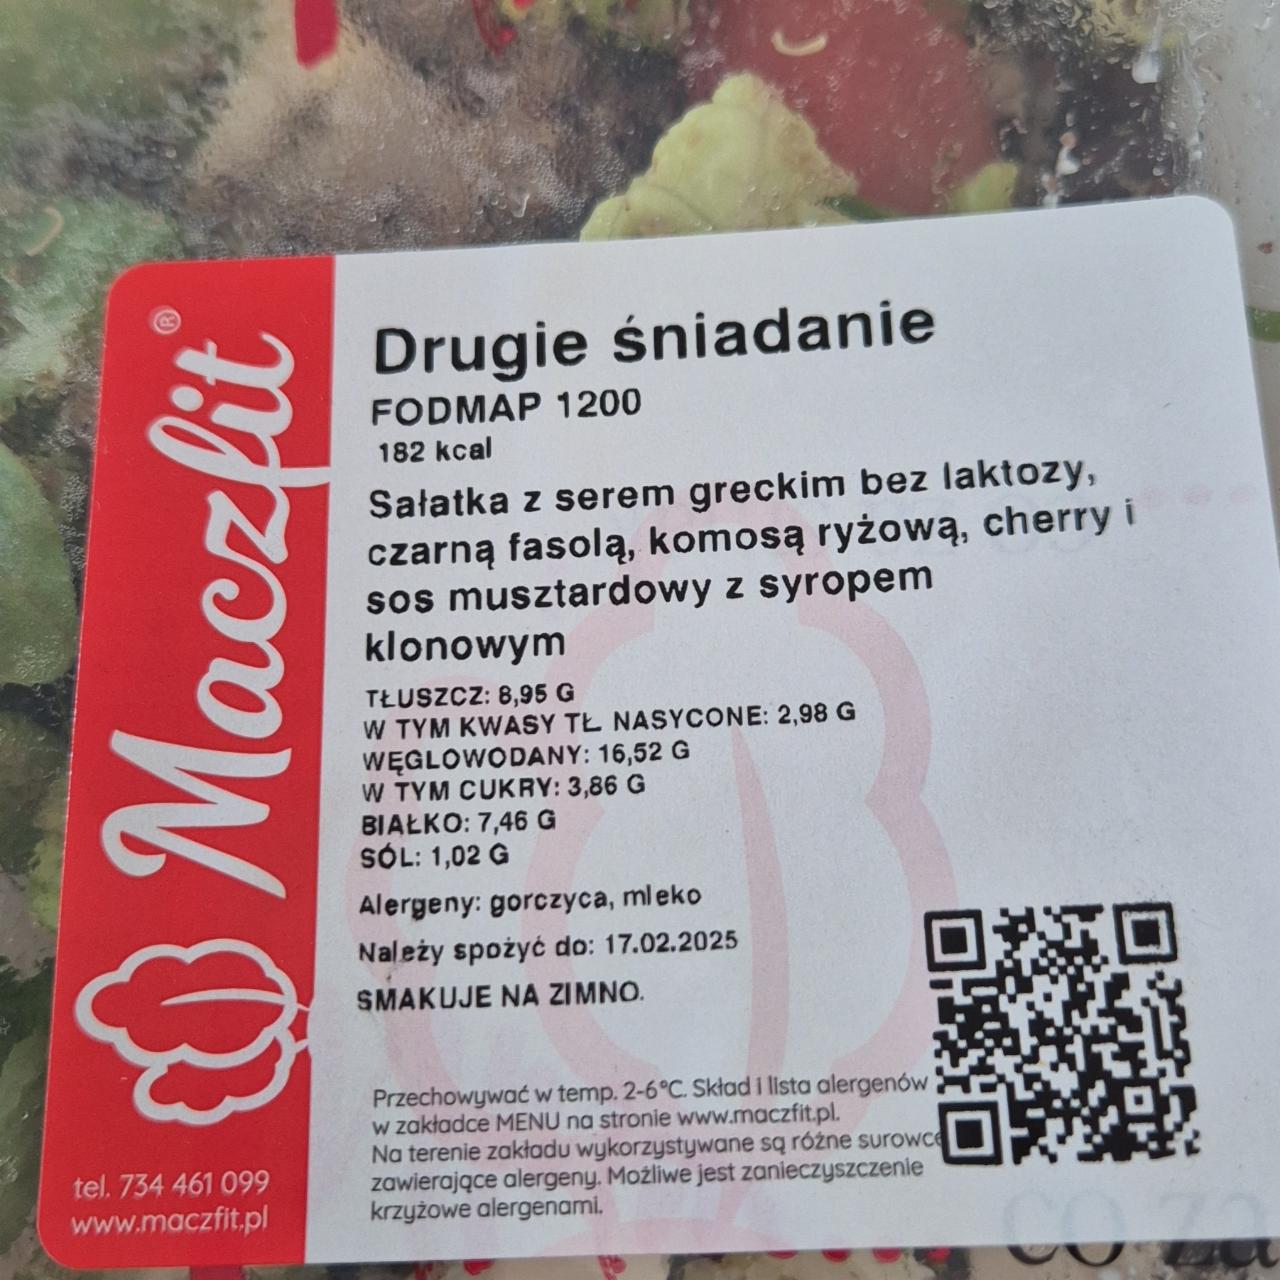 Maczfit®
tel. 734 461 099
www.maczfit.pl
Drugie śniadanie
FODMAP 1200
182 kcal
Sałatka z serem greckim bez laktozy,
czarną fasolą, komosą ryżową, cherry i
sos musztardowy z syropem
klonowym
TŁUSZCZ: 8,95 G
W TYM KWASY TŁ. NASYCONE: 2,98 G
WĘGLOWODANY: 16,52 G
W TYM CUKRY: 3,86 G
BIAŁKO: 7,46 G
SÓL: 1,02 G
Alergeny: gorczyca, mleko
Należy spożyć do: 17.02.2025
SMAKUJE NA ZIMNO.
Przechowywać w temp. 2-6°C. Skład i lista alergenów
w zakładce MENU na stronie www.maczfit.pl.
Na terenie zakładu wykorzystywane są różne surowce
zawierające alergeny. Możliwe jest zanieczyszczenie
krzyżowe alergenami.
co za